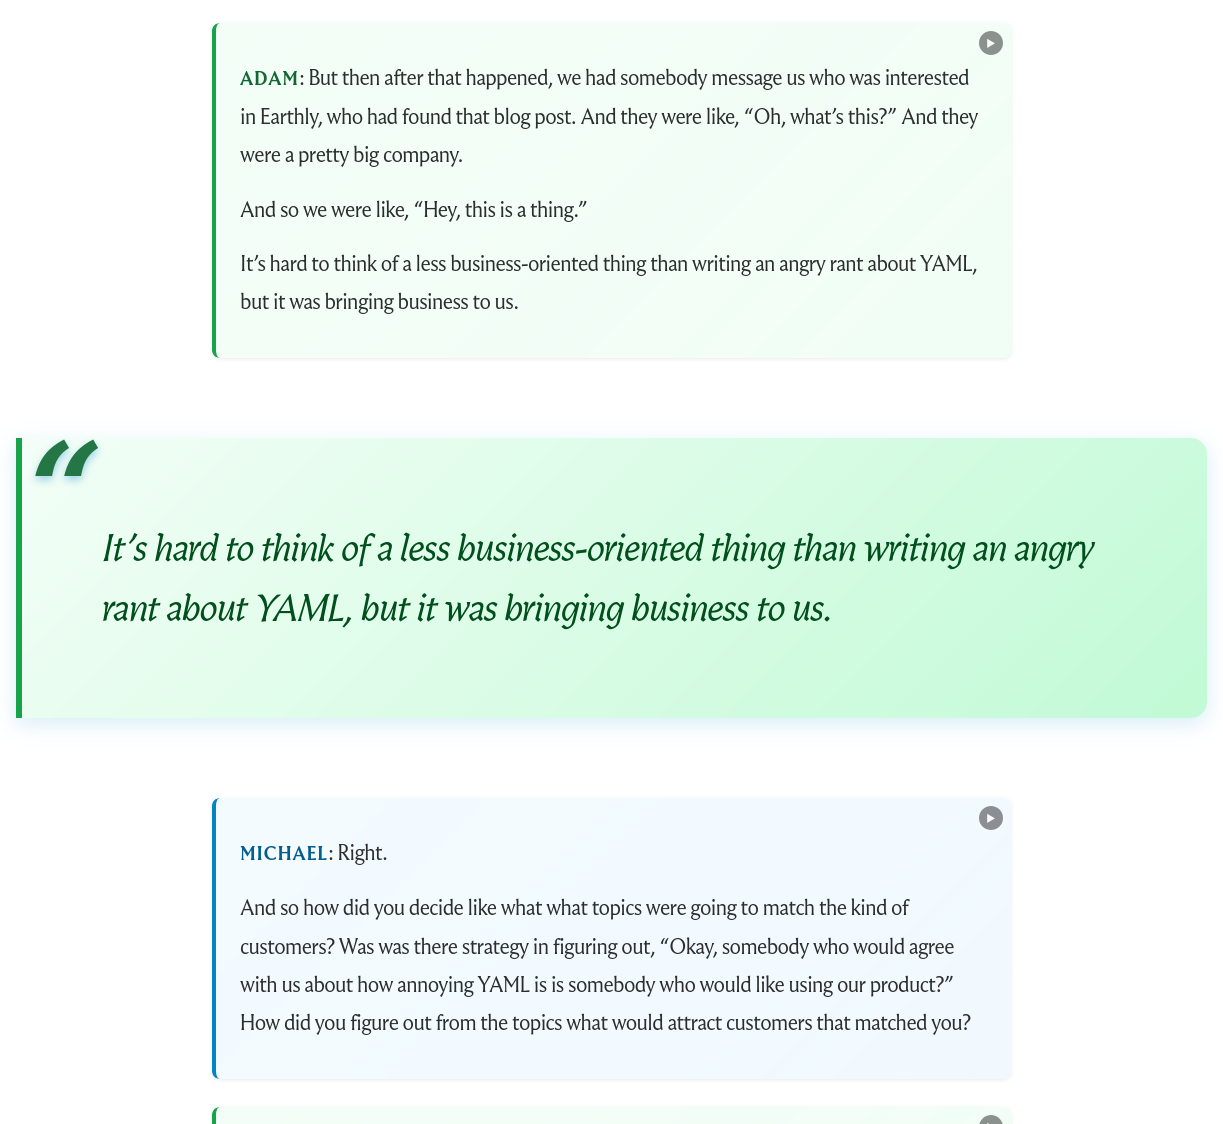 ADAM: But then after that happened, we had somebody message us who was interested
in Earthly, who had found that blog post. And they were like, “Oh, what’s this?” And they
were a pretty big company.
And so we were like, “Hey, this is a thing.”
It’s hard to think of a less business-oriented thing than writing an angry rant about YAML,
but it was bringing business to us.
“
It’s hard to think of a less business-oriented thing than writing an angry
rant about YAML, but it was bringing business to us.
MICHAEL: Right.
And so how did you decide like what what topics were going to match the kind of
customers? Was was there strategy in figuring out, “Okay, somebody who would agree
with us about how annoying YAML is is somebody who would like using our product?”
How did you figure out from the topics what would attract customers that matched you?